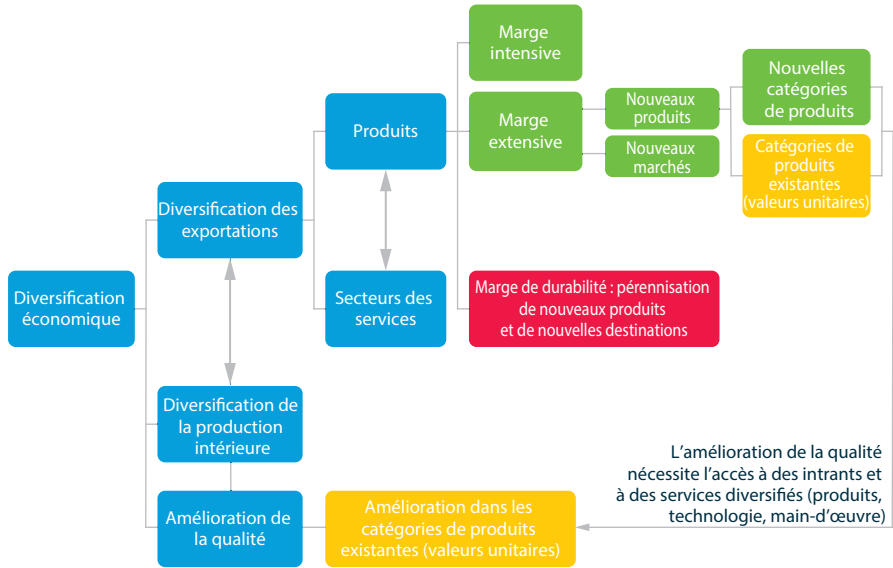 Diversification
économique
Diversification des
exportations
Diversification de
la production
intérieure
Amélioration de
la qualité
Produits
Secteurs des
services
Marge
intensive
Marge
extensive
Nouveaux
produits
Nouveaux
marchés
Nouvelles
catégories
de produits
Catégories de
produits
existantes
(valeurs unitaires)
Marge de durabilité : pérennisation
de nouveaux produits
et de nouvelles destinations
Amélioration dans les
catégories de produits
existantes (valeurs unitaires)
L’amélioration de la qualité
nécessite l’accès à des intrants et
à des services diversifiés (produits,
technologie, main-d’œuvre)